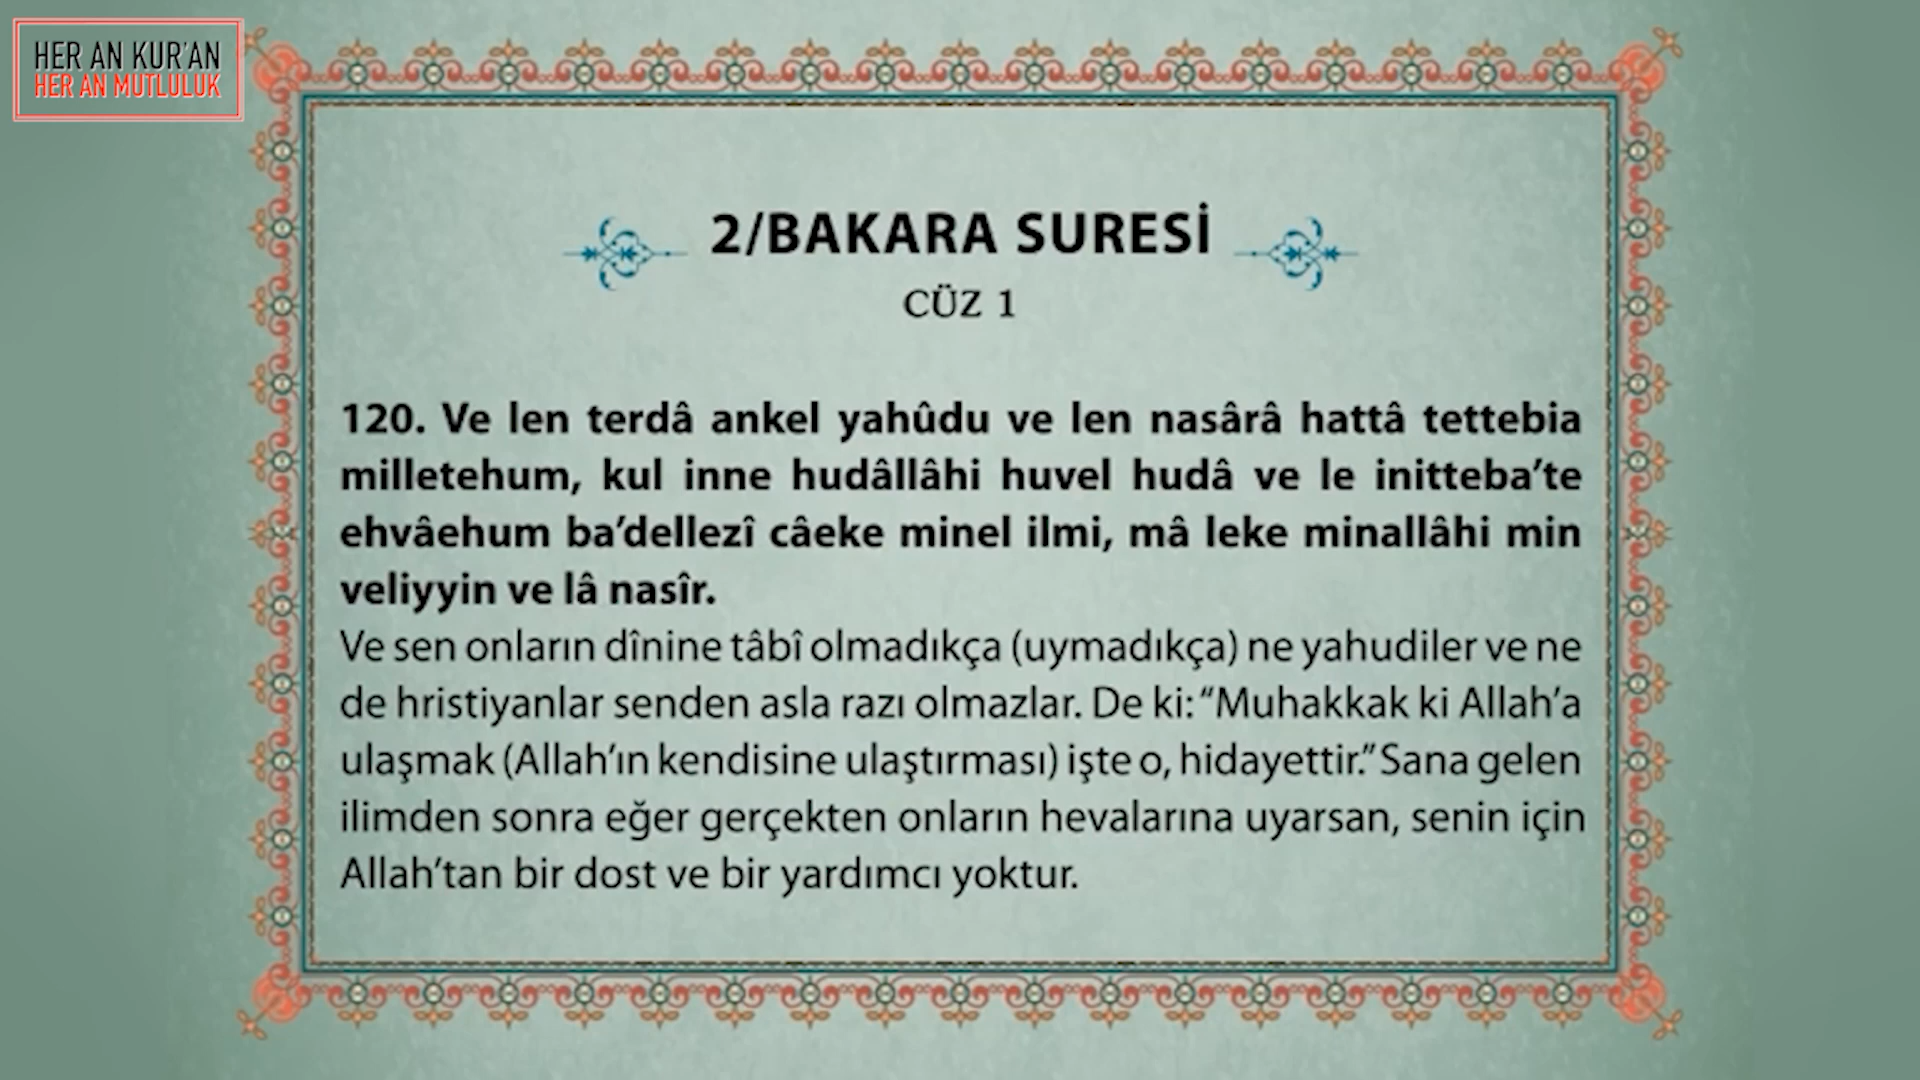 HER AN KUR'AN
HER AN MUTLULUK
2/BAKARA SURESİ
CÜZ 1
120. Ve len terdâ ankel yahûdu ve len nasârâ hattâ tettebia
milletehum, kul inne hudâllâhi huvel hudâ ve le initteba’te
ehvâehum ba’dellezî câeke minel ilmi, mâ leke minallâhi min
veliyyin ve lâ nasîr.
Ve sen onların dînine tâbî olmadıkça (uymadıkça) ne yahudiler ve ne
de hristiyanlar senden asla razı olmazlar. De ki: “Muhakkak ki Allah’a
ulaşmak (Allah’ın kendisine ulaştırması) işte o, hidayettir.” Sana gelen
ilimden sonra eğer gerçekten onların hevalarına uyarsan, senin için
Allah’tan bir dost ve bir yardımcı yoktur.